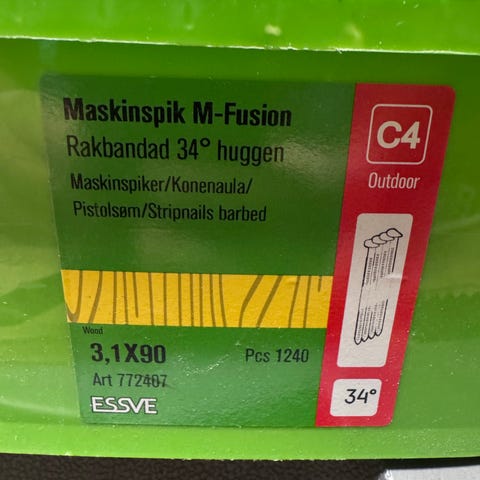 Maskinspik M-Fusion
Rakbandad 34° huggen
Maskinspiker/Konenaula/
Pistolsøm/Stripnails barbed
C4
Outdoor
Wood
3,1X90
Pcs 1240
Art 772407
ESSVE
34°